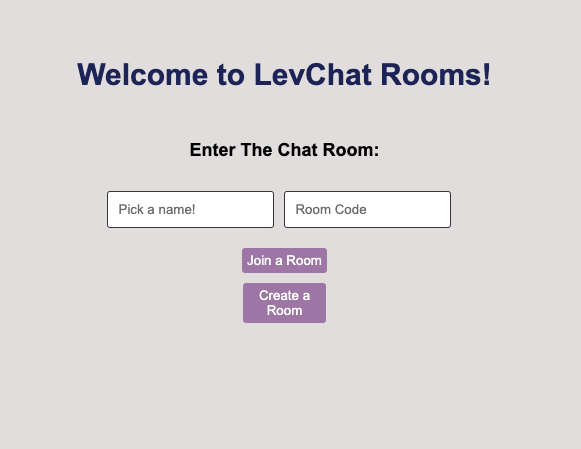 Welcome to LevChat Rooms!
Enter The Chat Room:
Pick a name! Room Code
Join a Room
Create a
Room